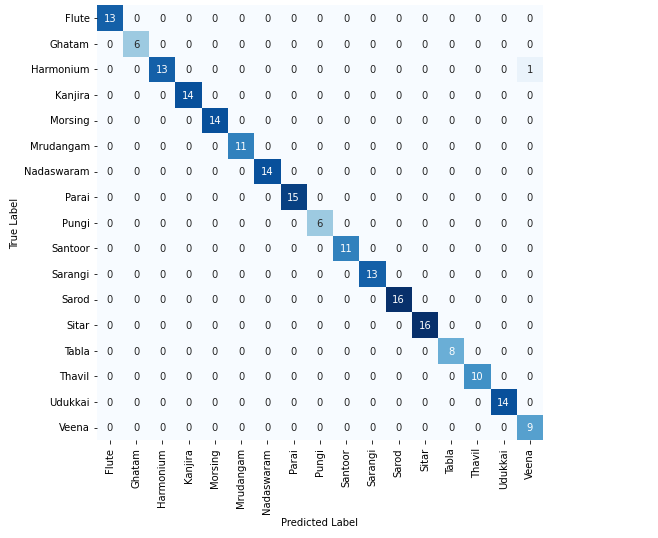 Flute 13 0 0 0 0 0 0 0 0 0 0 0 0 0 0 0 0
Ghatam 0 6 0 0 0 0 0 0 0 0 0 0 0 0 0 0 0
Harmonium 0 0 13 0 0 0 0 0 0 0 0 0 0 0 0 0 1
Kanjira 0 0 0 14 0 0 0 0 0 0 0 0 0 0 0 0 0
Morsing 0 0 0 0 14 0 0 0 0 0 0 0 0 0 0 0 0
Mrudangam 0 0 0 0 0 11 0 0 0 0 0 0 0 0 0 0 0
Nadaswaram 0 0 0 0 0 0 14 0 0 0 0 0 0 0 0 0 0
Parai 0 0 0 0 0 0 0 15 0 0 0 0 0 0 0 0 0
Pungi 0 0 0 0 0 0 0 0 6 0 0 0 0 0 0 0 0
Santoor 0 0 0 0 0 0 0 0 0 11 0 0 0 0 0 0 0
Sarangi 0 0 0 0 0 0 0 0 0 0 13 0 0 0 0 0 0
Sarod 0 0 0 0 0 0 0 0 0 0 0 16 0 0 0 0 0
Sitar 0 0 0 0 0 0 0 0 0 0 0 0 16 0 0 0 0
Tabla 0 0 0 0 0 0 0 0 0 0 0 0 0 8 0 0 0
Thavil 0 0 0 0 0 0 0 0 0 0 0 0 0 0 10 0 0
Udukkai 0 0 0 0 0 0 0 0 0 0 0 0 0 0 0 14 0
Veena 0 0 0 0 0 0 0 0 0 0 0 0 0 0 0 0 9
True Label
Flute Ghatam Harmonium Kanjira Morsing Mrudangam Nadaswaram Parai Pungi Santoor Sarangi Sarod Sitar Tabla Thavil Udukkai Veena
Predicted Label